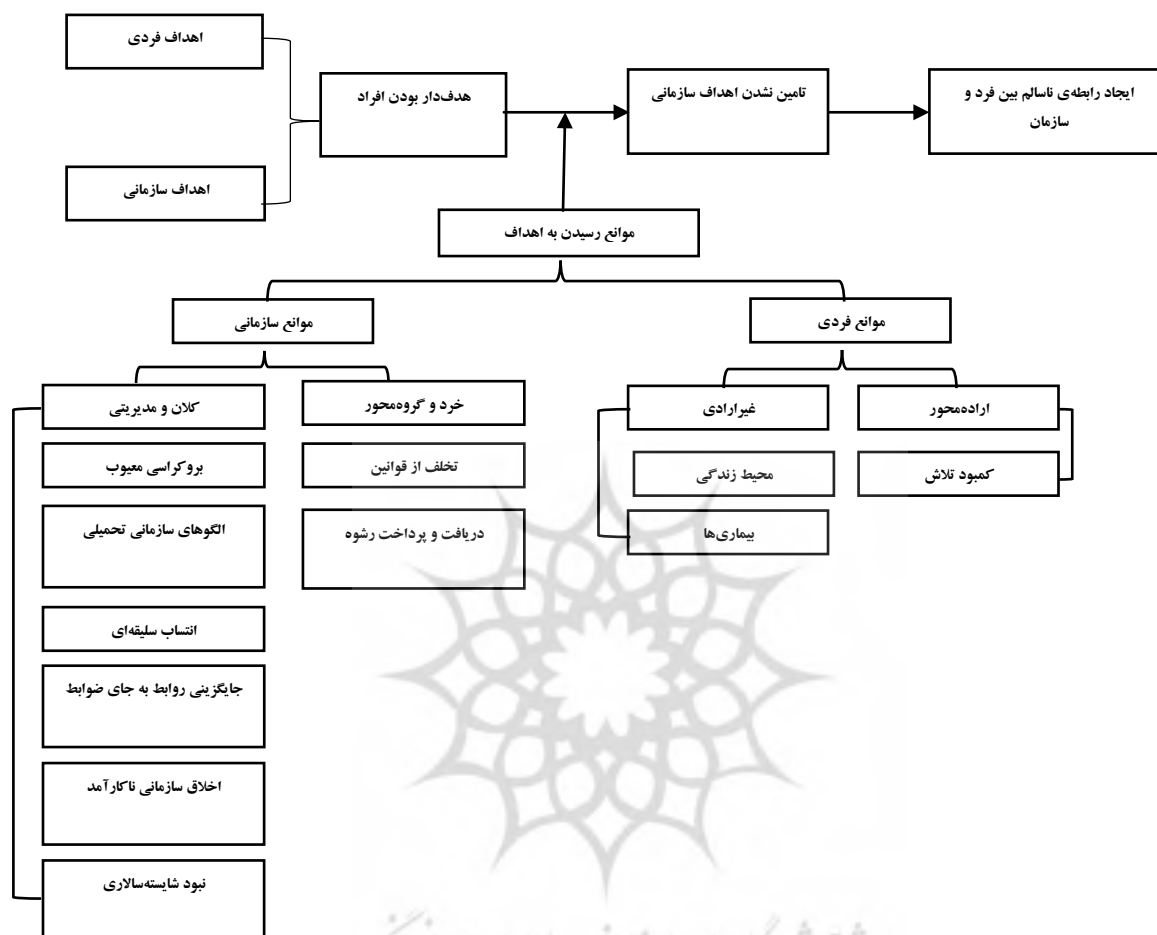 اهداف فردی
هدف‌دار بودن افراد
تامین نشدن اهداف سازمانی
ایجاد رابطه‌ی ناسالم بین فرد و
سازمان
اهداف سازمانی
موانع رسیدن به اهداف
موانع فردی
موانع سازمانی
اراده‌محور
غیرارادی
خرد و گروه‌محور
کلان و مدیریتی
کمبود تلاش
محیط زندگی
تخلف از قوانین
بروکراسی معیوب
بیماری‌ها
دریافت و پرداخت رشوه
الگوهای سازمانی تحمیلی
انتساب سلیقه‌ای
جایگزینی روابط به جای ضوابط
اخلاق سازمانی ناکارآمد
نبود شایسته‌سالاری